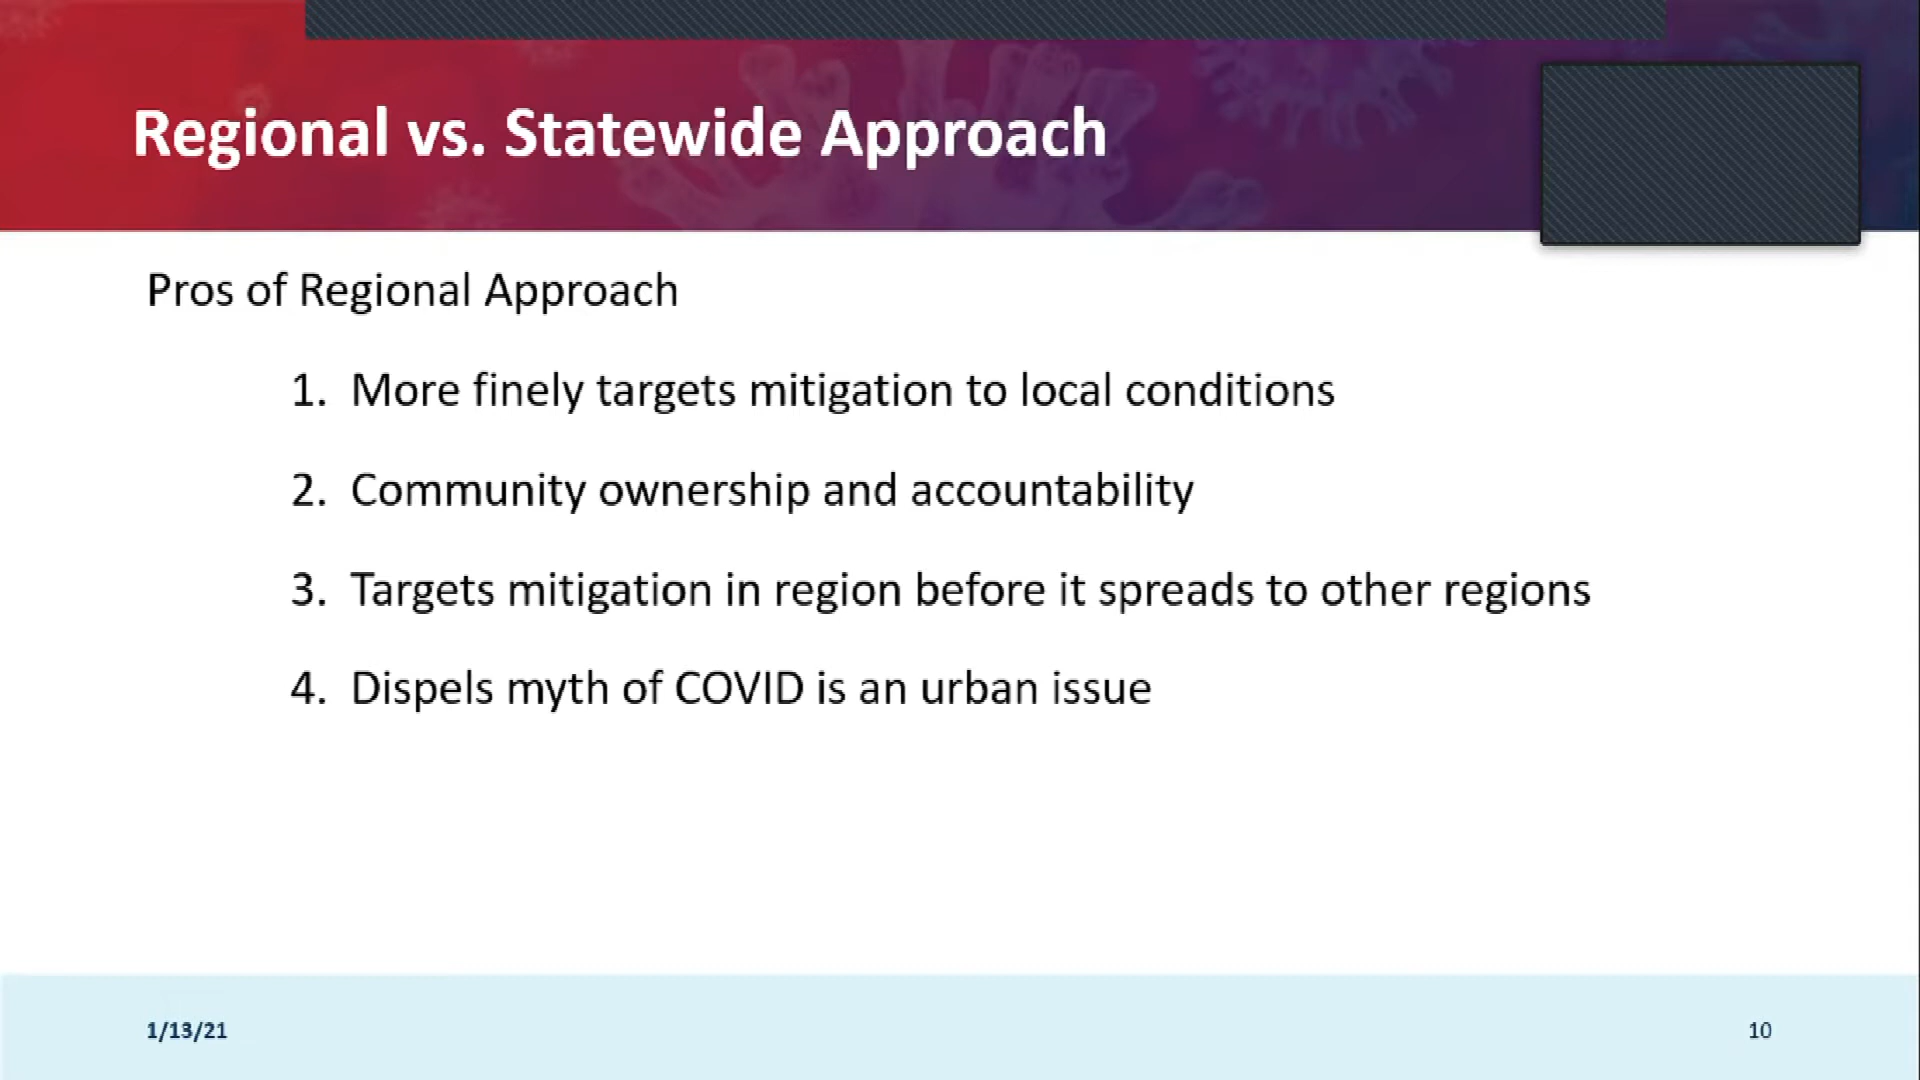 Regional vs. Statewide Approach
Pros of Regional Approach
1. More finely targets mitigation to local conditions
2. Community ownership and accountability
3. Targets mitigation in region before it spreads to other regions
4. Dispels myth of COVID is an urban issue
1/13/21
10